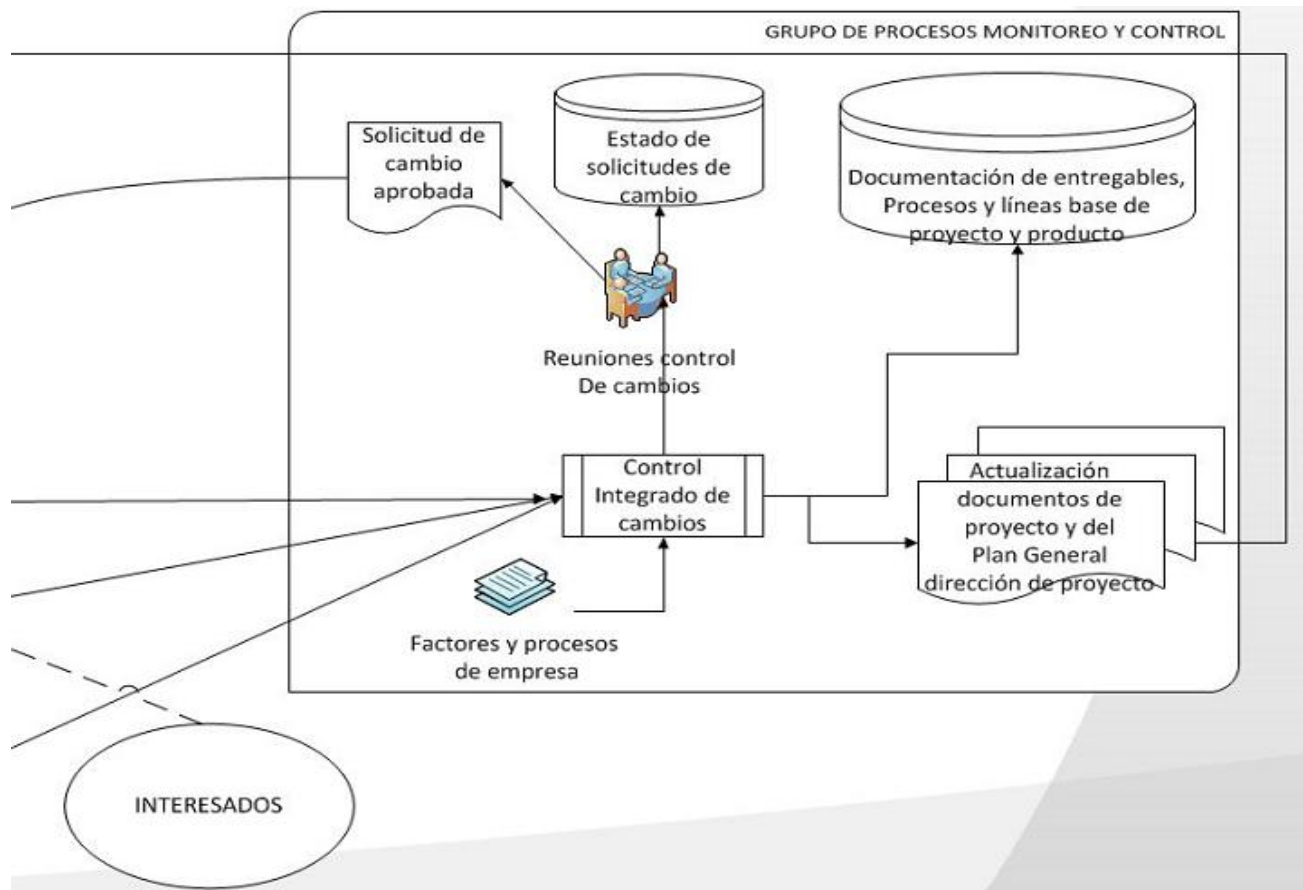 GRUPO DE PROCESOS MONITOREO Y CONTROL
Solicitud de
cambio
aprobada
Estado de
solicitudes de
cambio
Documentación de entregables,
Procesos y líneas base de
proyecto y producto
Reuniones control
De cambios
Control
Integrado de
cambios
Actualización
documentos de
proyecto y del
Plan General
dirección de proyecto
Factores y procesos
de empresa
INTERESADOS